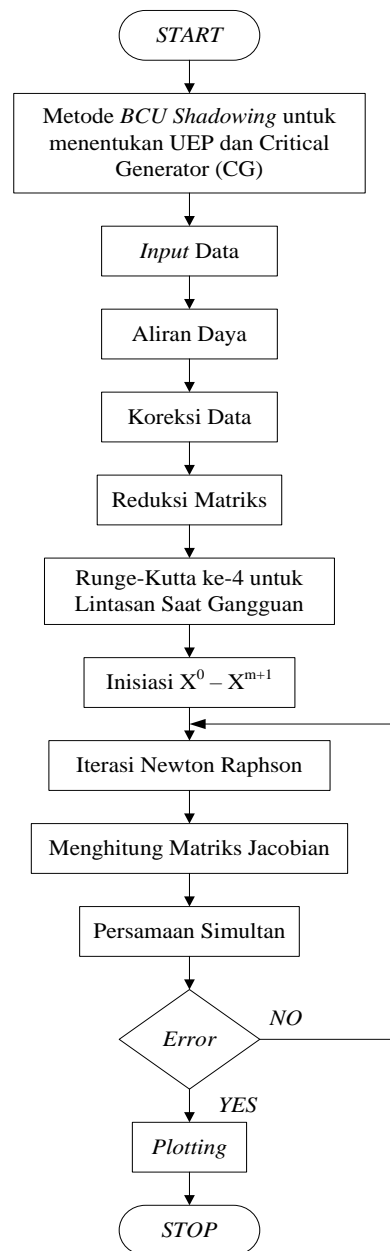 START
Metode BCU Shadowing untuk
menentukan UEP dan Critical
Generator (CG)
Input Data
Aliran Daya
Koreksi Data
Reduksi Matriks
Runge-Kutta ke-4 untuk
Lintasan Saat Gangguan
Inisiasi X⁰ – Xᵐ⁺¹
Iterasi Newton Raphson
Menghitung Matriks Jacobian
Persamaan Simultan
Error
NO
YES
Plotting
STOP